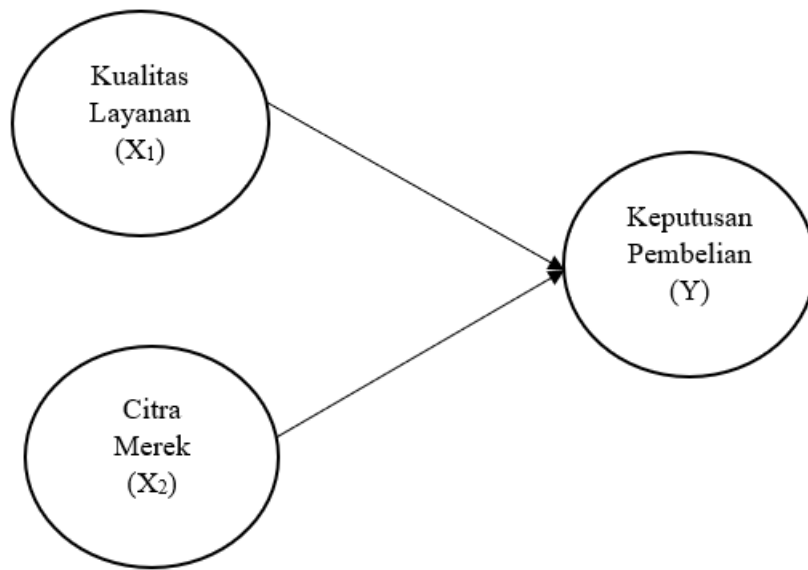 Kualitas
Layanan
(X₁)
Keputusan
Pembelian
(Y)
Citra
Merek
(X₂)